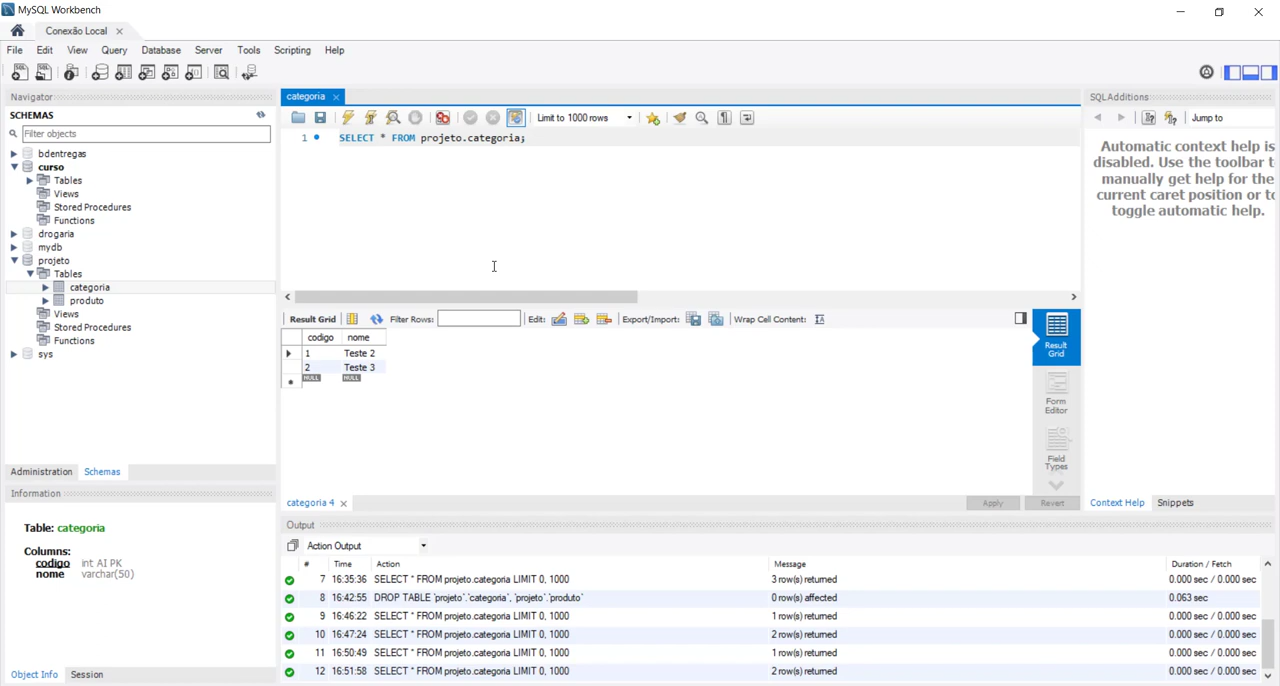 MySQL Workbench
Conexão Local
File Edit View Query Database Server Tools Scripting Help
Navigator
SCHEMAS
Filter objects
bdentregas
curso
Tables
Views
Stored Procedures
Functions
drogaria
mydb
projeto
Tables
categoria
produto
Views
Stored Procedures
Functions
sys
Administration Schemas
Information
Table: categoria
Columns:
codigo int AI PK
nome varchar(50)
Object Info Session
categoria
Limit to 1000 rows
1 SELECT * FROM projeto.categoria;
Result Grid Filter Rows: Edit: Export/Import: Wrap Cell Content:
codigo nome
1 Teste 2
2 Teste 3
NULL NULL
Result Grid
Form Editor
Field Types
categoria 4
Apply Revert
Output
Action Output
# Time Action Message Duration / Fetch
7 16:35:36 SELECT * FROM projeto.categoria LIMIT 0, 1000 3 row(s) returned 0.000 sec / 0.000 sec
8 16:42:55 DROP TABLE `projeto`.`categoria`, `projeto`.`produto` 0 row(s) affected 0.063 sec
9 16:46:22 SELECT * FROM projeto.categoria LIMIT 0, 1000 1 row(s) returned 0.000 sec / 0.000 sec
10 16:47:24 SELECT * FROM projeto.categoria LIMIT 0, 1000 2 row(s) returned 0.000 sec / 0.000 sec
11 16:50:49 SELECT * FROM projeto.categoria LIMIT 0, 1000 1 row(s) returned 0.000 sec / 0.000 sec
12 16:51:58 SELECT * FROM projeto.categoria LIMIT 0, 1000 2 row(s) returned 0.000 sec / 0.000 sec
SQLAdditions
Jump to
Automatic context help is
disabled. Use the toolbar t
manually get help for the
current caret position or to
toggle automatic help.
Context Help Snippets